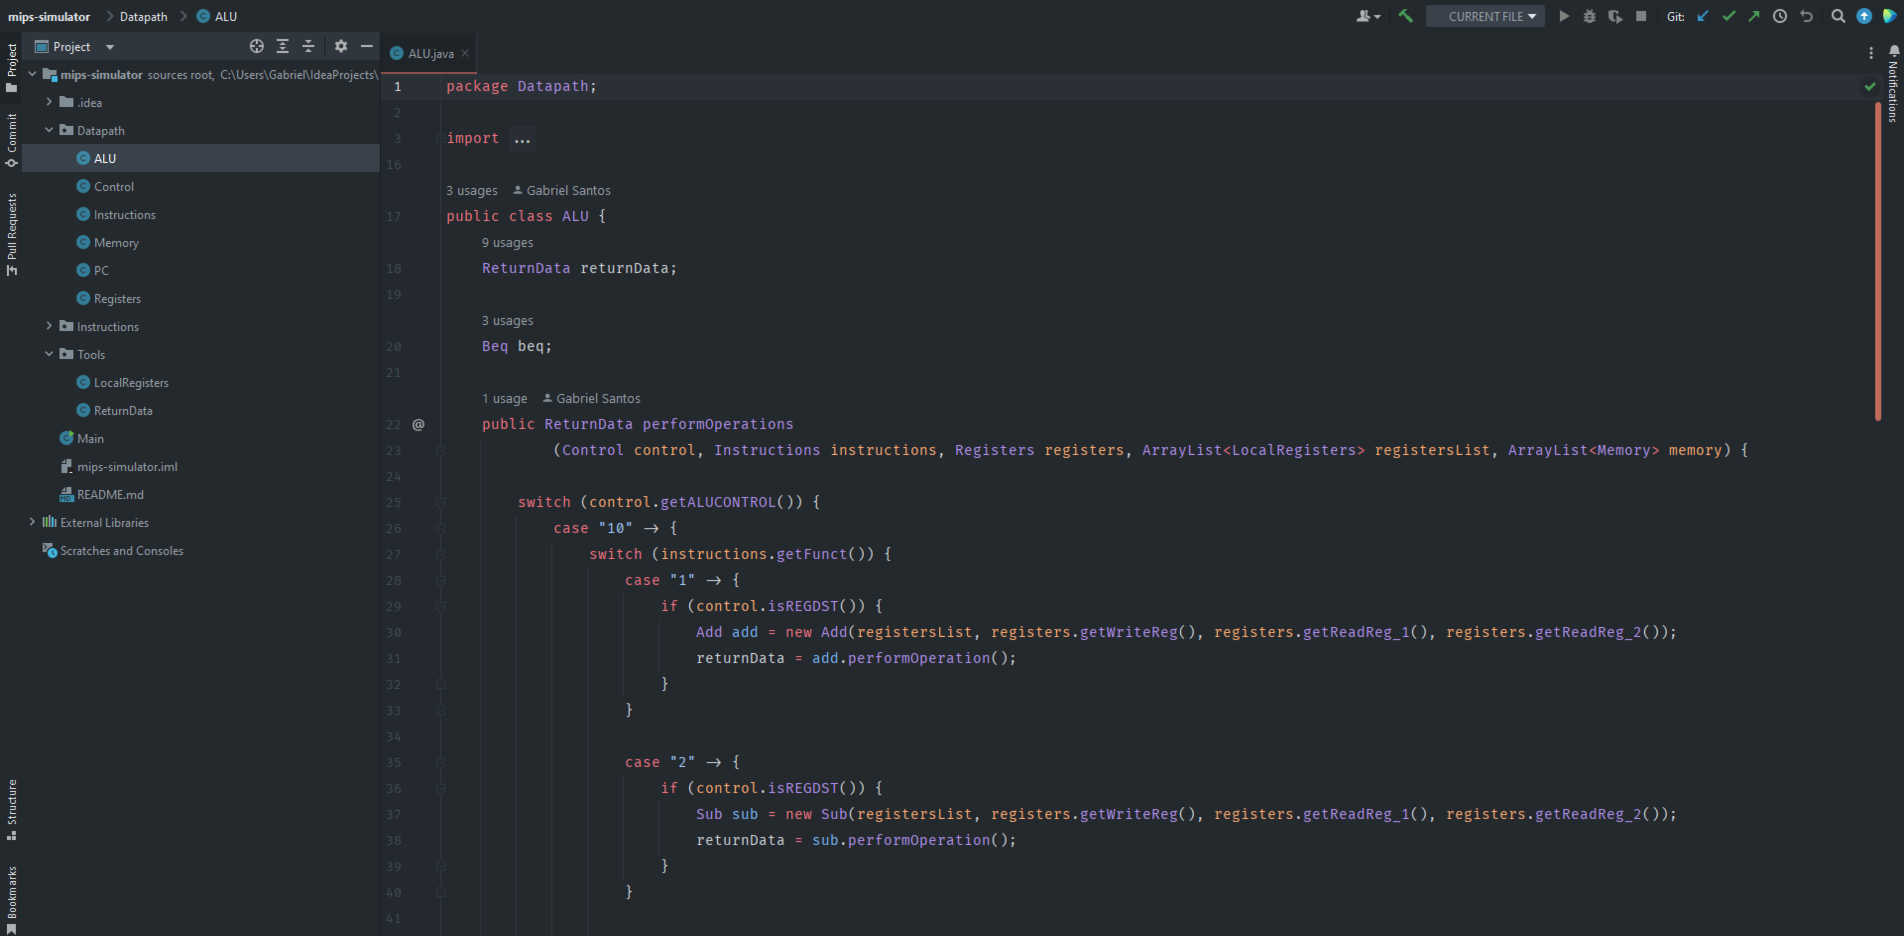 mips-simulator Datapath ALU
CURRENT FILE
Git:
Project
Project
Commit
Pull Requests
Structure
Bookmarks
Notifications
mips-simulator sources root, C:\Users\Gabriel\IdeaProjects\
.idea
Datapath
ALU
Control
Instructions
Memory
PC
Registers
Instructions
Tools
LocalRegisters
ReturnData
Main
mips-simulator.iml
README.md
External Libraries
Scratches and Consoles
ALU.java
1 package Datapath;
2
3 import ...
16
3 usages Gabriel Santos
17 public class ALU {
9 usages
18 ReturnData returnData;
19
3 usages
20 Beq beq;
21
1 usage Gabriel Santos
22 @ public ReturnData performOperations
23 (Control control, Instructions instructions, Registers registers, ArrayList<LocalRegisters> registersList, ArrayList<Memory> memory) {
24
25 switch (control.getALUCONTROL()) {
26 case "10" -> {
27 switch (instructions.getFunct()) {
28 case "1" -> {
29 if (control.isREGDST()) {
30 Add add = new Add(registersList, registers.getWriteReg(), registers.getReadReg_1(), registers.getReadReg_2());
31 returnData = add.performOperation();
32 }
33 }
34
35 case "2" -> {
36 if (control.isREGDST()) {
37 Sub sub = new Sub(registersList, registers.getWriteReg(), registers.getReadReg_1(), registers.getReadReg_2());
38 returnData = sub.performOperation();
39 }
40 }
41